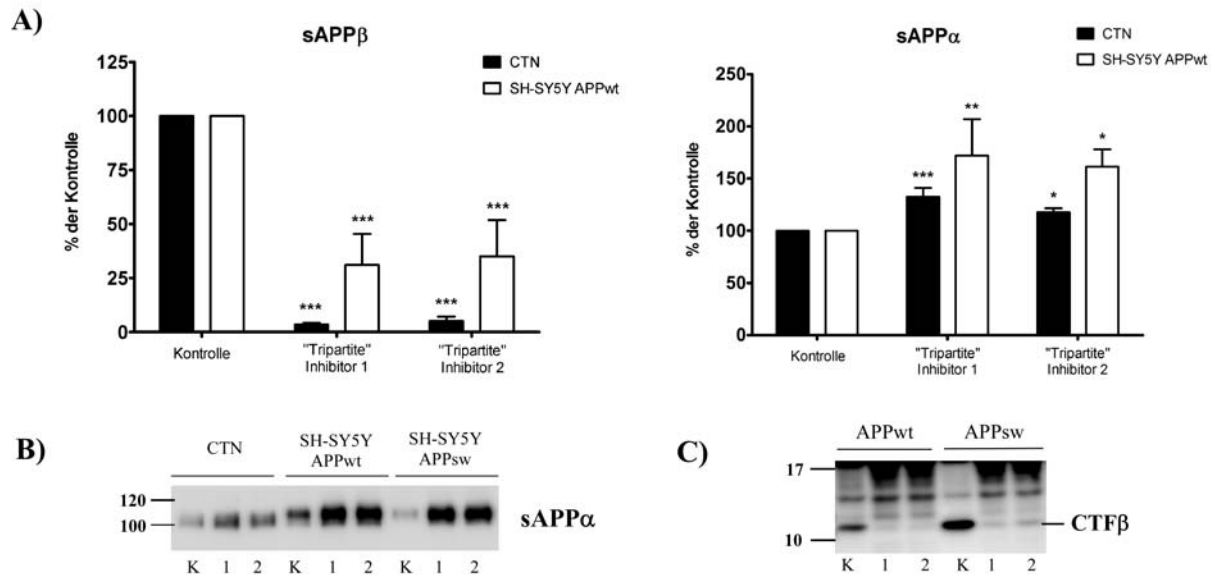 A)
sAPPβ
CTN
SH-SY5Y APPwt
% der Kontrolle
125
100
75
50
25
0
***
***
***
***
Kontrolle
"Tripartite"
Inhibitor 1
"Tripartite"
Inhibitor 2
sAPPα
CTN
SH-SY5Y APPwt
% der Kontrolle
250
200
150
100
50
0
***
**
*
*
Kontrolle
"Tripartite"
Inhibitor 1
"Tripartite"
Inhibitor 2
B)
CTN
SH-SY5Y
APPwt
SH-SY5Y
APPsw
120
100
sAPPα
K 1 2 K 1 2 K 1 2
C)
APPwt APPsw
17
10
CTFβ
K 1 2 K 1 2